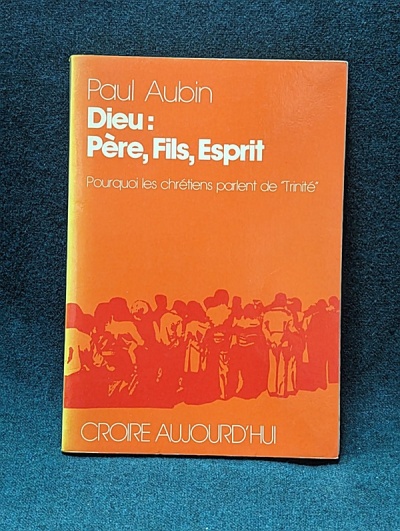 Paul Aubin
Dieu :
Père, Fils, Esprit
Pourquoi les chrétiens parlent de "Trinité"
CROIRE AUJOURD'HUI